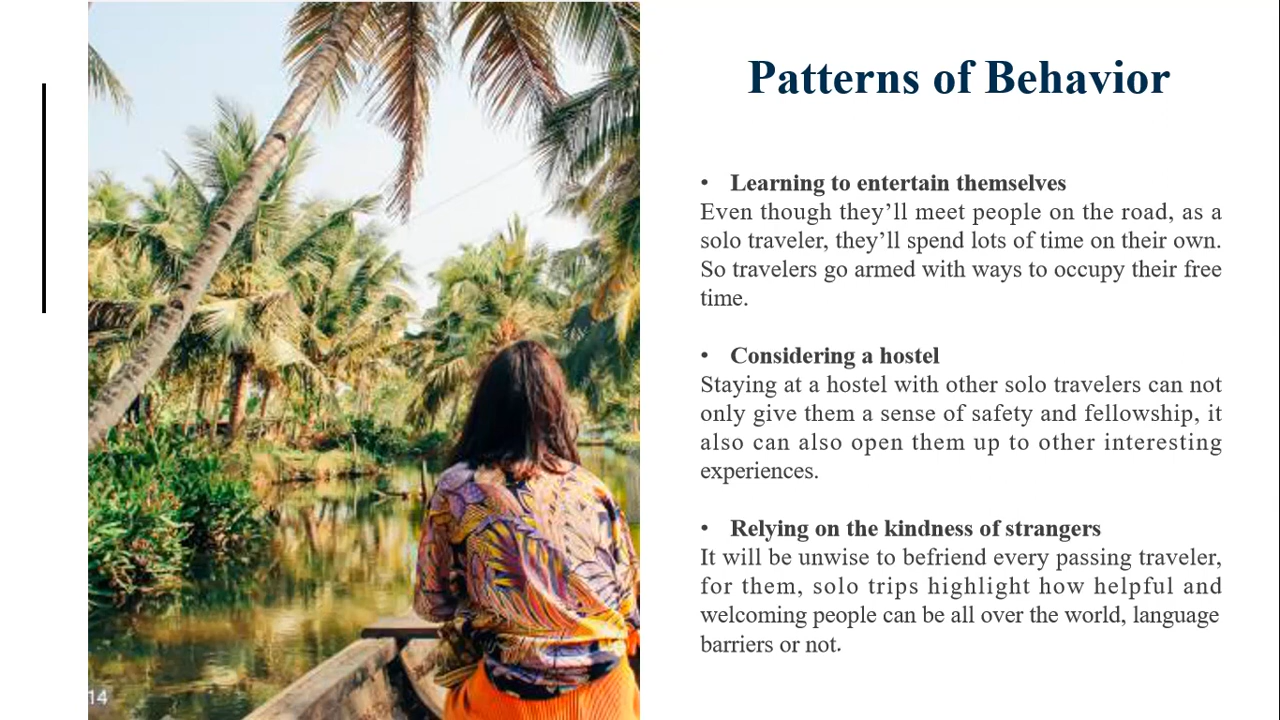 Patterns of Behavior
• Learning to entertain themselves
Even though they’ll meet people on the road, as a
solo traveler, they’ll spend lots of time on their own.
So travelers go armed with ways to occupy their free
time.
• Considering a hostel
Staying at a hostel with other solo travelers can not
only give them a sense of safety and fellowship, it
also can also open them up to other interesting
experiences.
• Relying on the kindness of strangers
It will be unwise to befriend every passing traveler,
for them, solo trips highlight how helpful and
welcoming people can be all over the world, language
barriers or not.
14